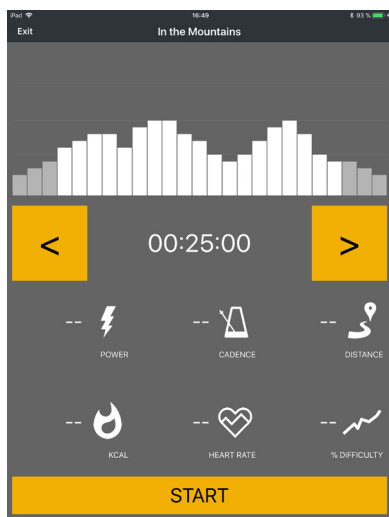 iPad 16:49 93 %
Exit In the Mountains
< 00:25:00 >
-- -- --
POWER CADENCE DISTANCE
-- -- --
KCAL HEART RATE % DIFFICULTY
START